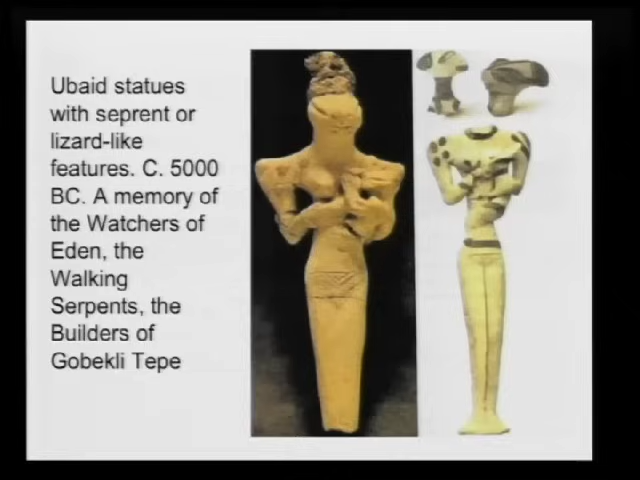 Ubaid statues
with seprent or
lizard-like
features. C. 5000
BC. A memory of
the Watchers of
Eden, the
Walking
Serpents, the
Builders of
Gobekli Tepe